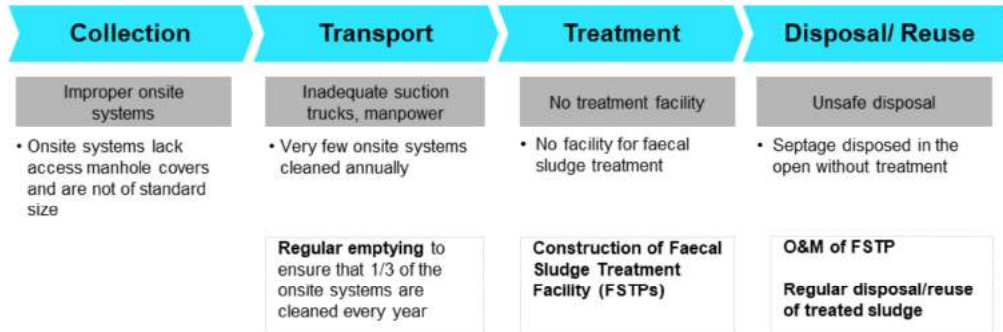 Collection
Transport
Treatment
Disposal/ Reuse
Improper onsite
systems
Inadequate suction
trucks, manpower
No treatment facility
Unsafe disposal
• Onsite systems lack
access manhole covers
and are not of standard
size
• Very few onsite systems
cleaned annually
• No facility for faecal
sludge treatment
• Septage disposed in the
open without treatment
Regular emptying to
ensure that 1/3 of the
onsite systems are
cleaned every year
Construction of Faecal
Sludge Treatment
Facility (FSTPs)
O&M of FSTP
Regular disposal/reuse
of treated sludge